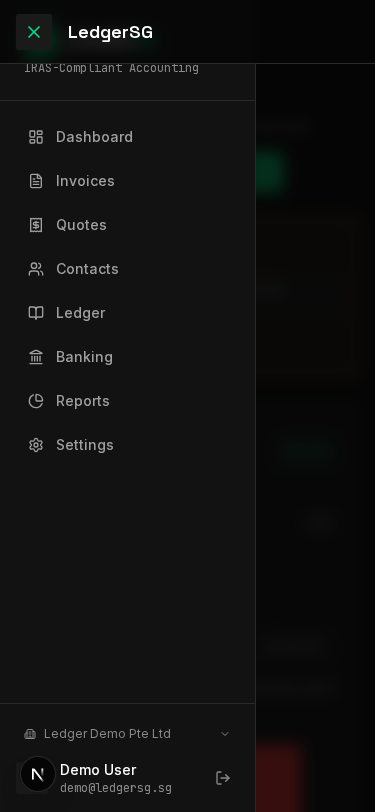 LedgerSG
IRAS-Compliant Accounting
Dashboard
Invoices
Quotes
Contacts
Ledger
Banking
Reports
Settings
Ledger Demo Pte Ltd
N
Demo User
demo@ledgersg.sg